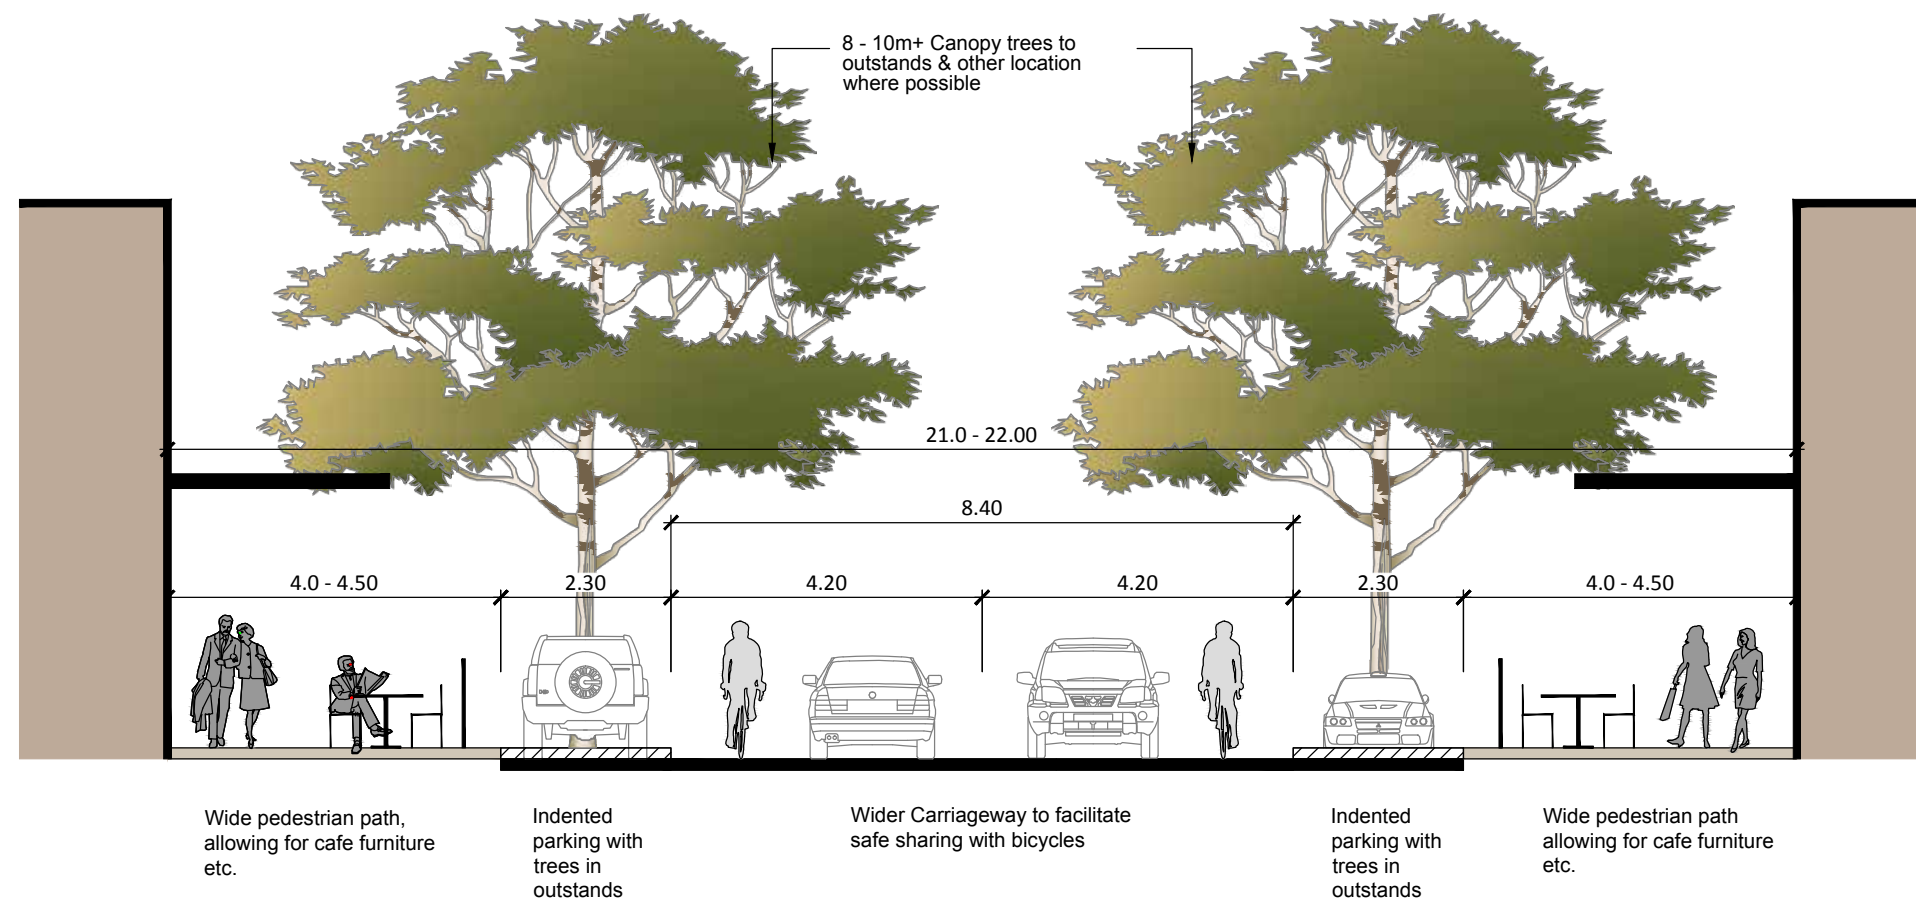 8 - 10m+ Canopy trees to
outstands & other location
where possible
21.0 - 22.00
8.40
4.0 - 4.50
2.30
4.20
4.20
2.30
4.0 - 4.50
Wide pedestrian path,
allowing for cafe furniture
etc.
Indented
parking with
trees in
outstands
Wider Carriageway to facilitate
safe sharing with bicycles
Indented
parking with
trees in
outstands
Wide pedestrian path
allowing for cafe furniture
etc.